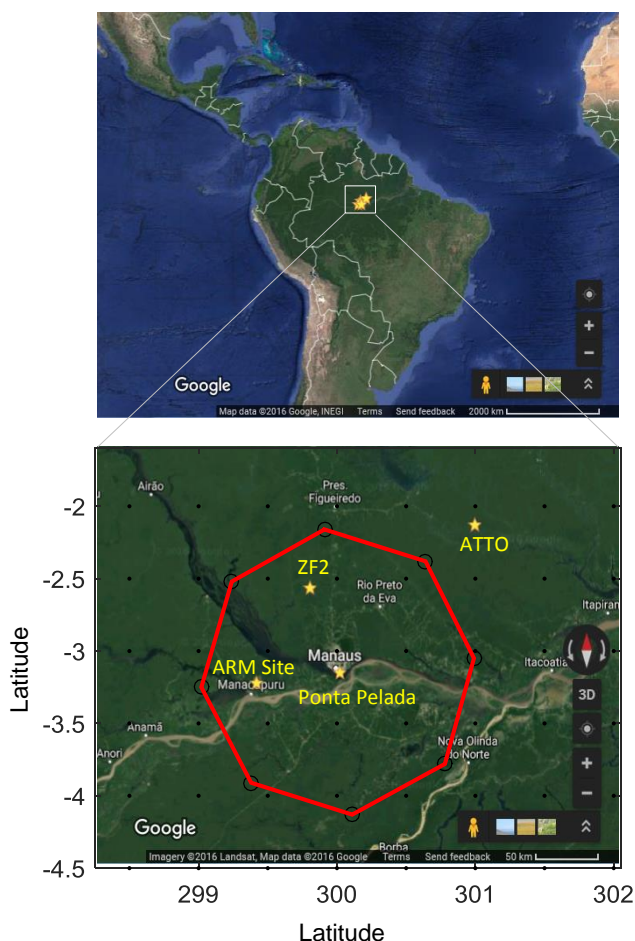 Google
Map data ©2016 Google, INEGI Terms Send feedback 2000 km
Airão
Pres.
Figueiredo
-2
ATTO
ZF2
-2.5
Rio Preto
da Eva
Itapiran
-3
Manaus
Itacoatia
ARM Site
Manacapuru
Ponta Pelada
3D
Latitude
-3.5
Anamã
Nova Olinda
do Norte
Anori
-4
Google
Borba
Imagery ©2016 Landsat, Map data ©2016 Google Terms Send feedback 50 km
-4.5
299 300 301 302
Latitude